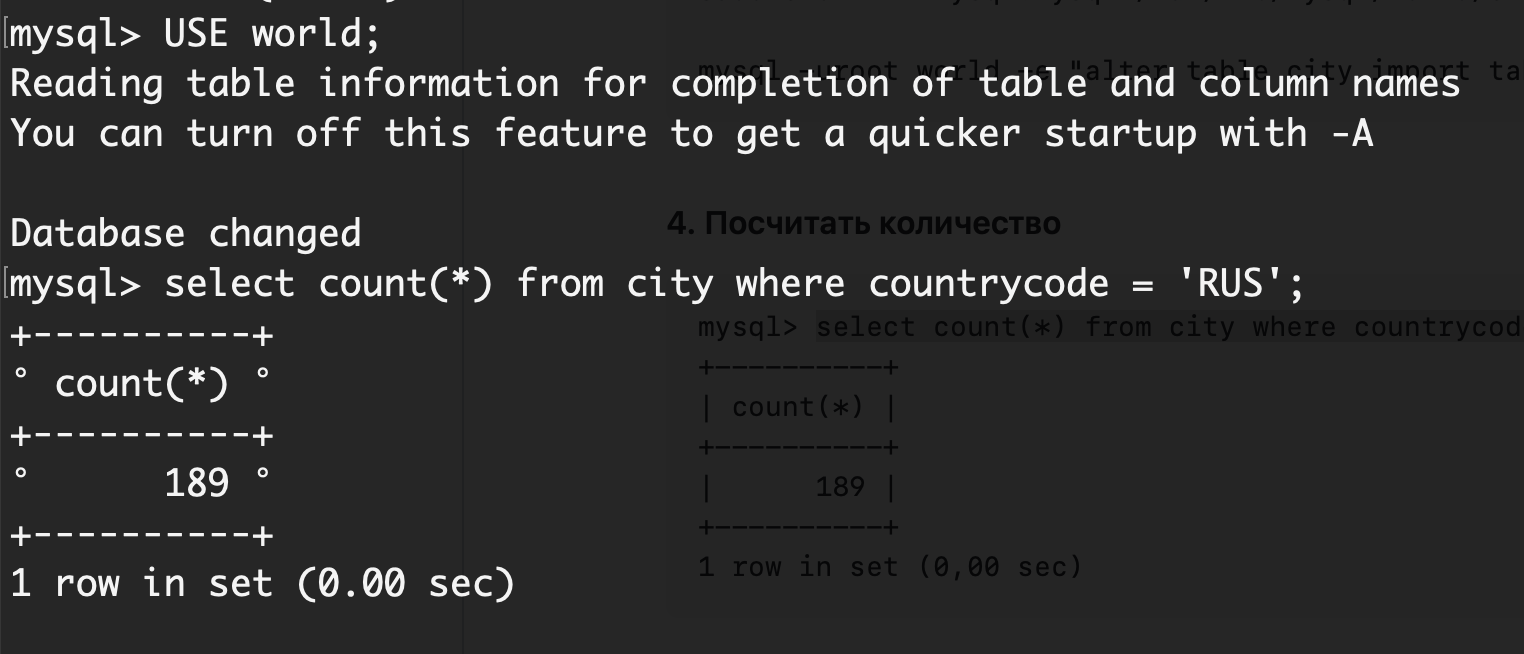 mysql> USE world;
Reading table information for completion of table and column names
You can turn off this feature to get a quicker startup with -A
mysql -uroot world -e "alter table city import ta
Database changed
4. Посчитать количество
mysql> select count(*) from city where countrycode = 'RUS';
+----------+
° count(*) °
+----------+
° 189 °
+----------+
1 row in set (0.00 sec)
mysql> select count(*) from city where countrycod
+----------+
| count(*) |
+----------+
| 189 |
+----------+
1 row in set (0,00 sec)